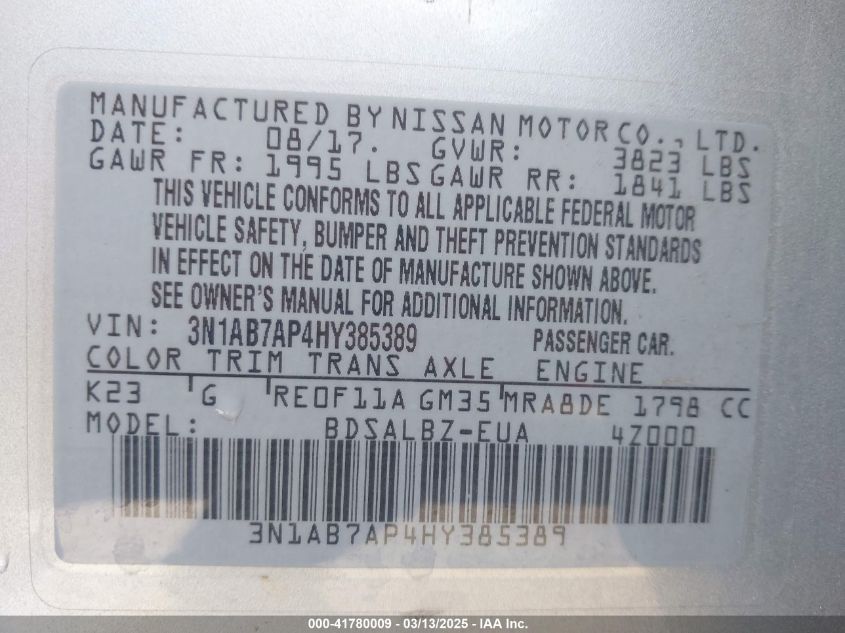 MANUFACTURED BY NISSAN MOTOR CO., LTD.
DATE: 08/17. GVWR: 3823 LBS
GAWR FR: 1995 LBS GAWR RR: 1841 LBS
THIS VEHICLE CONFORMS TO ALL APPLICABLE FEDERAL MOTOR
VEHICLE SAFETY, BUMPER AND THEFT PREVENTION STANDARDS
IN EFFECT ON THE DATE OF MANUFACTURE SHOWN ABOVE.
SEE OWNER'S MANUAL FOR ADDITIONAL INFORMATION.
VIN: 3N1AB7AP4HY385389 PASSENGER CAR.
COLOR TRIM TRANS AXLE ENGINE
K23 G RE0F11A GM35 MRA8DE 1798 CC
MODEL: BDSALBZ-EUA 4Z000
3N1AB7AP4HY385389
000-41780009 - 03/13/2025 - IAA Inc.